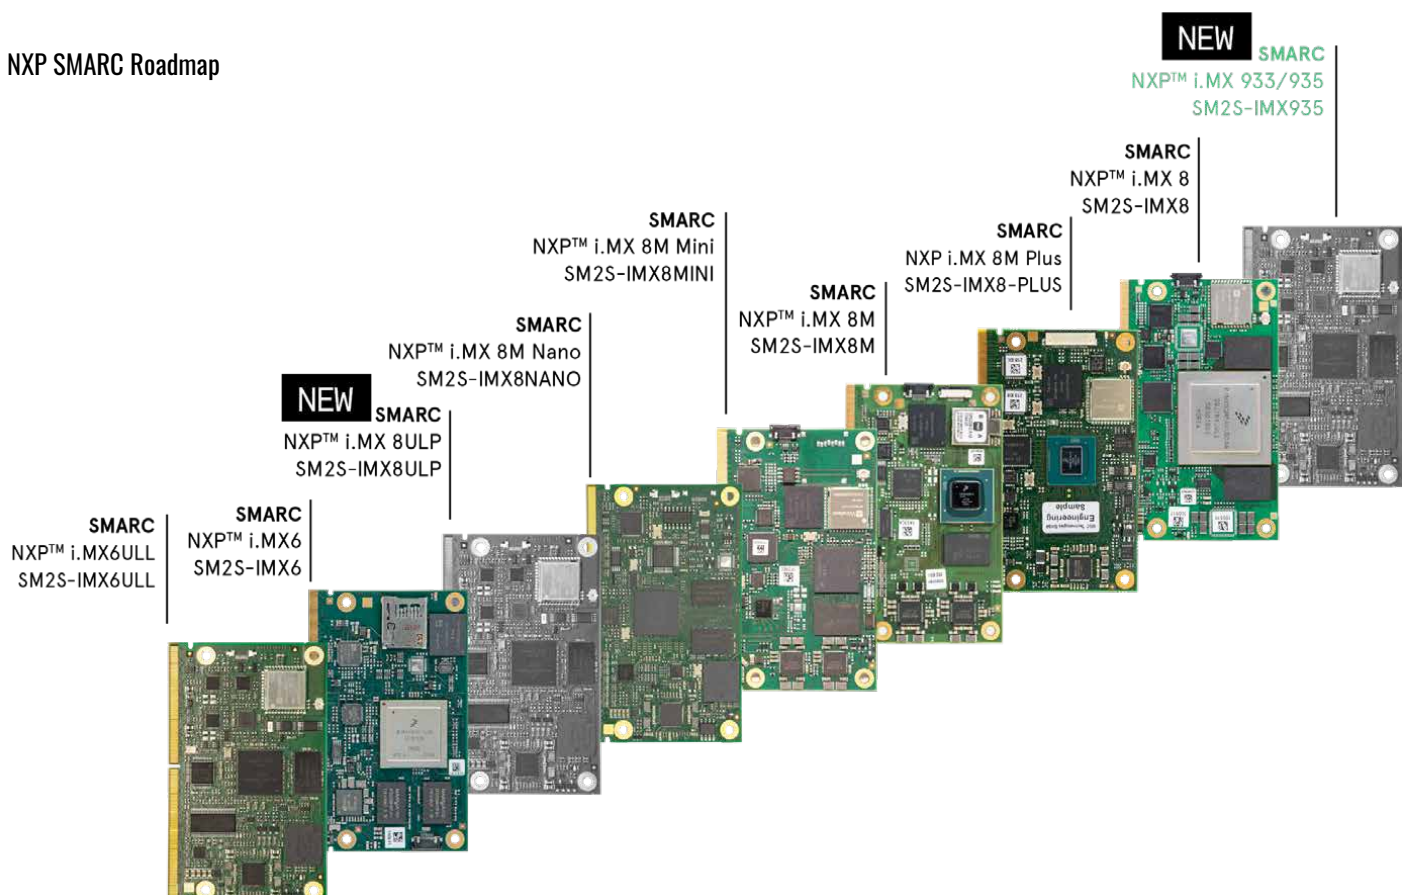 NXP SMARC Roadmap
NEW
SMARC
NXP™ i.MX 933/935
SM2S-IMX935
SMARC
NXP™ i.MX 8
SM2S-IMX8
SMARC
NXP i.MX 8M Plus
SM2S-IMX8-PLUS
SMARC
NXP™ i.MX 8M Mini
SM2S-IMX8MINI
SMARC
NXP™ i.MX 8M
SM2S-IMX8M
SMARC
NXP™ i.MX 8M Nano
SM2S-IMX8NANO
NEW
SMARC
NXP™ i.MX 8ULP
SM2S-IMX8ULP
SMARC
NXP™ i.MX6
SM2S-IMX6
SMARC
NXP™ i.MX6ULL
SM2S-IMX6ULL
Engineering
Sample